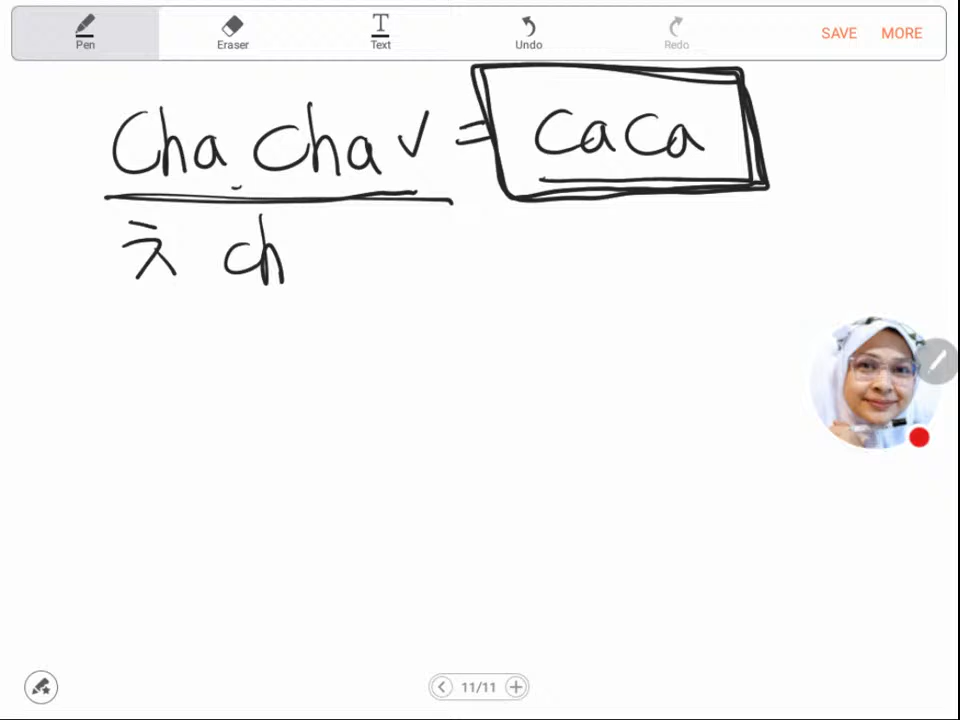 Pen Eraser Text Undo Redo SAVE MORE
Cha Cha ✓ = CaCa
ㅊ ch
11/11